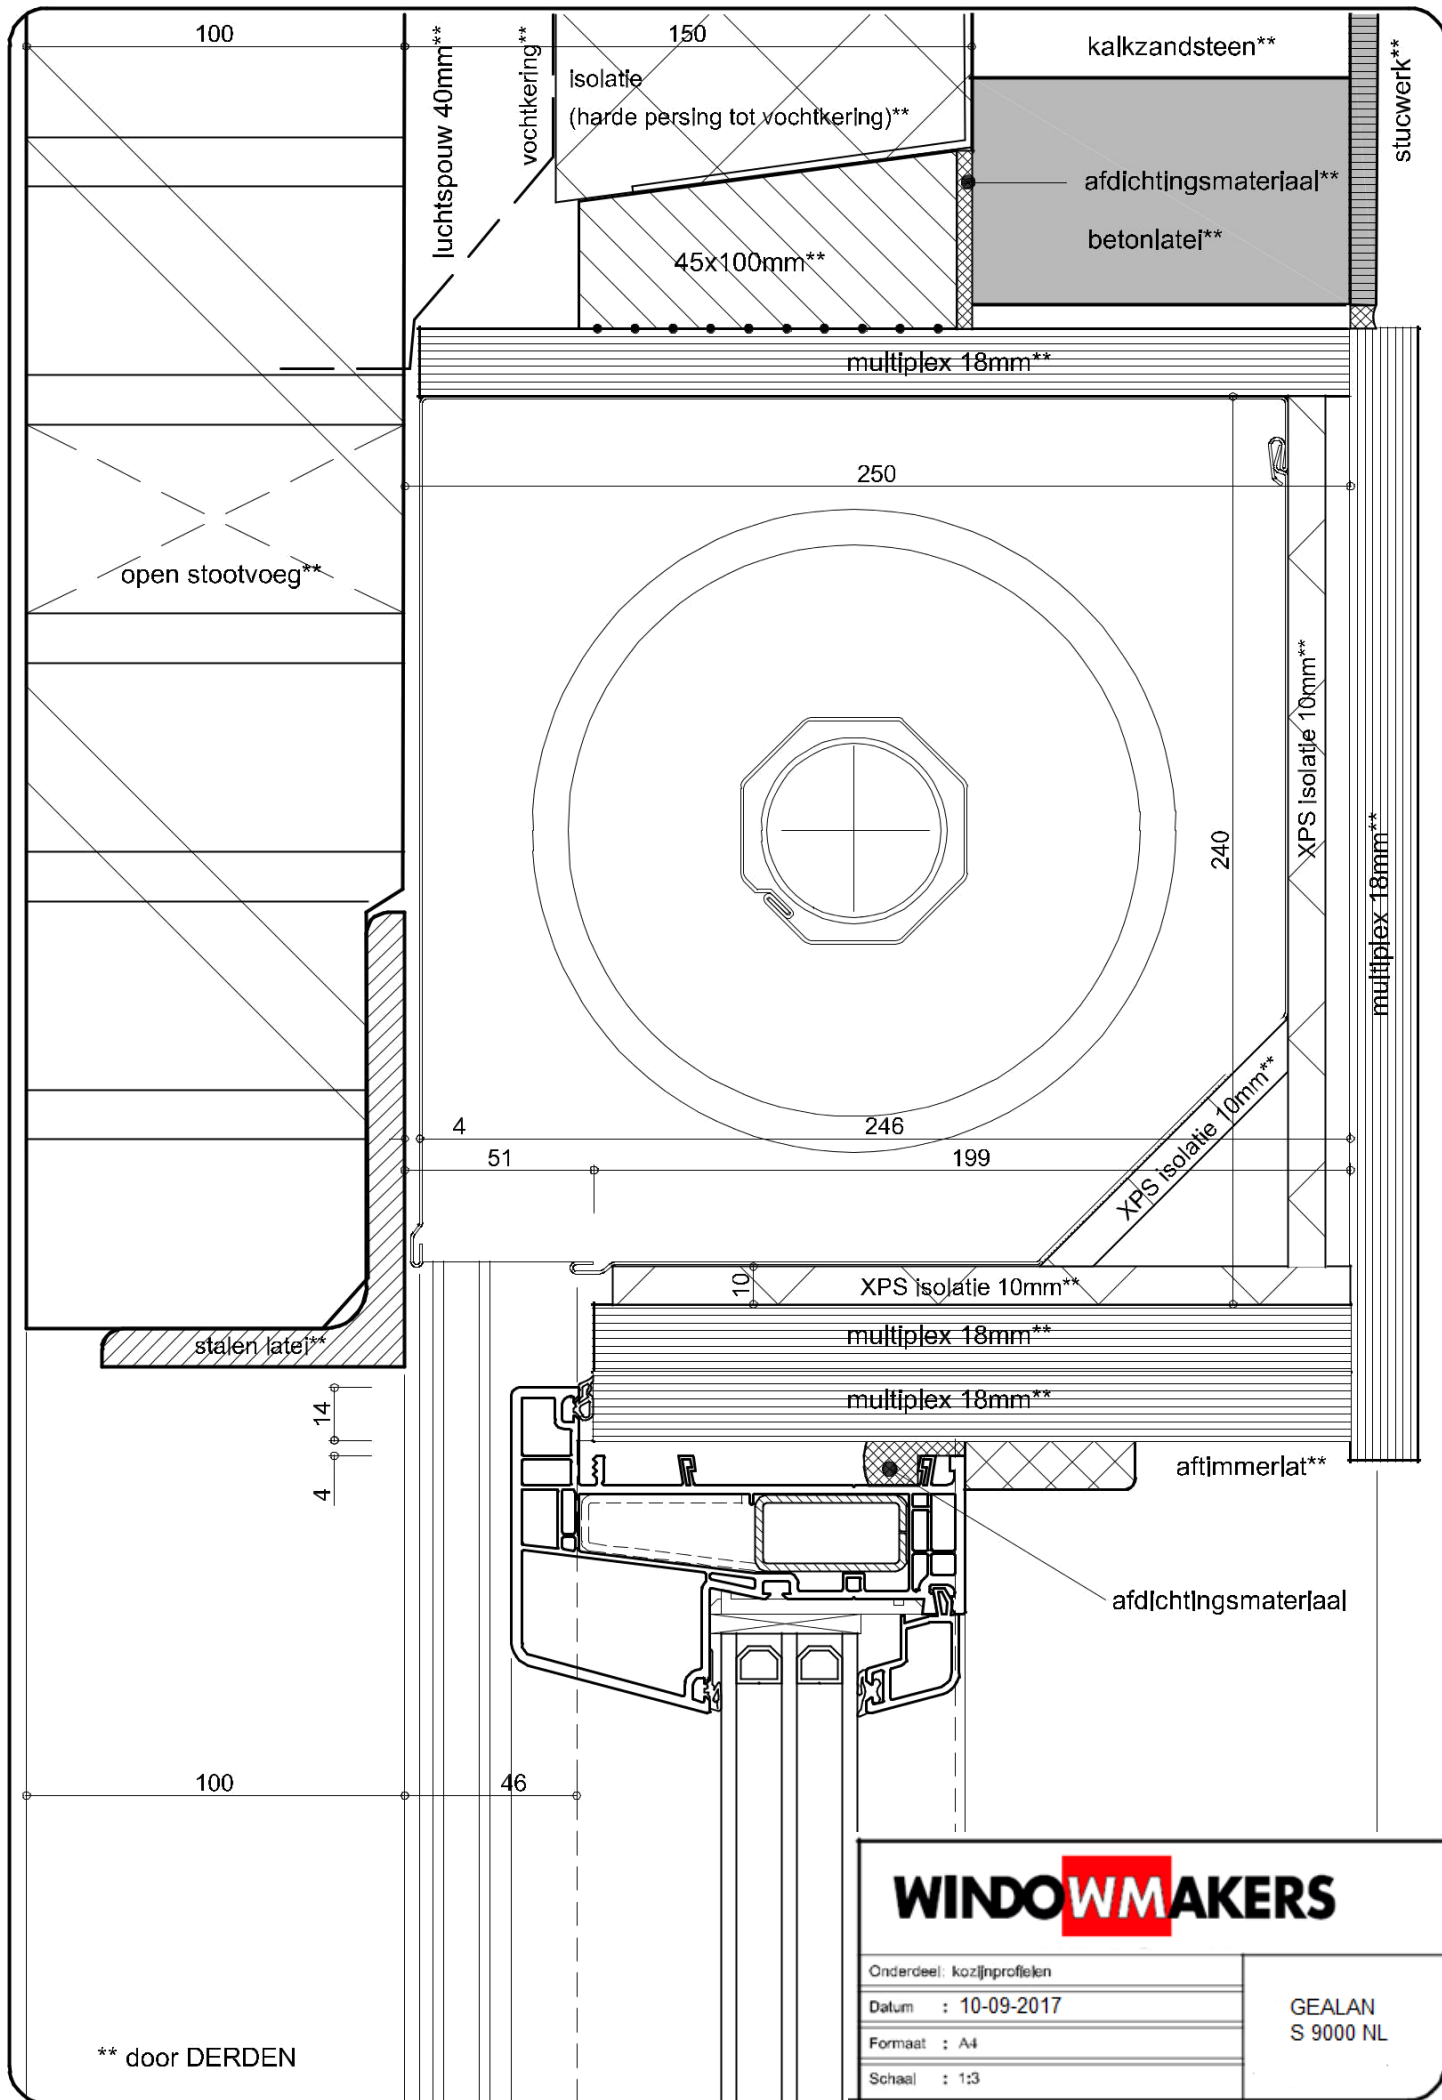 100
150
luchtspouw 40mm**
vochtkering**
isolatie
(harde persing tot vochtkering)**
kalkzandsteen**
stucwerk**
afdichtingsmateriaal**
betonlatei**
45x100mm**
multiplex 18mm**
250
open stootvoeg**
XPS isolatie 10mm**
240
multiplex 18mm**
XPS isolatie 10mm**
4
246
51
199
10
XPS isolatie 10mm**
multiplex 18mm**
stalen latei**
multiplex 18mm**
14
4
aftimmerlat**
afdichtingsmateriaal
100
46
WINDOWMAKERS
Onderdeel: kozijnprofielen
Datum : 10-09-2017
Formaat : A4
Schaal : 1:3
GEALAN
S 9000 NL
** door DERDEN